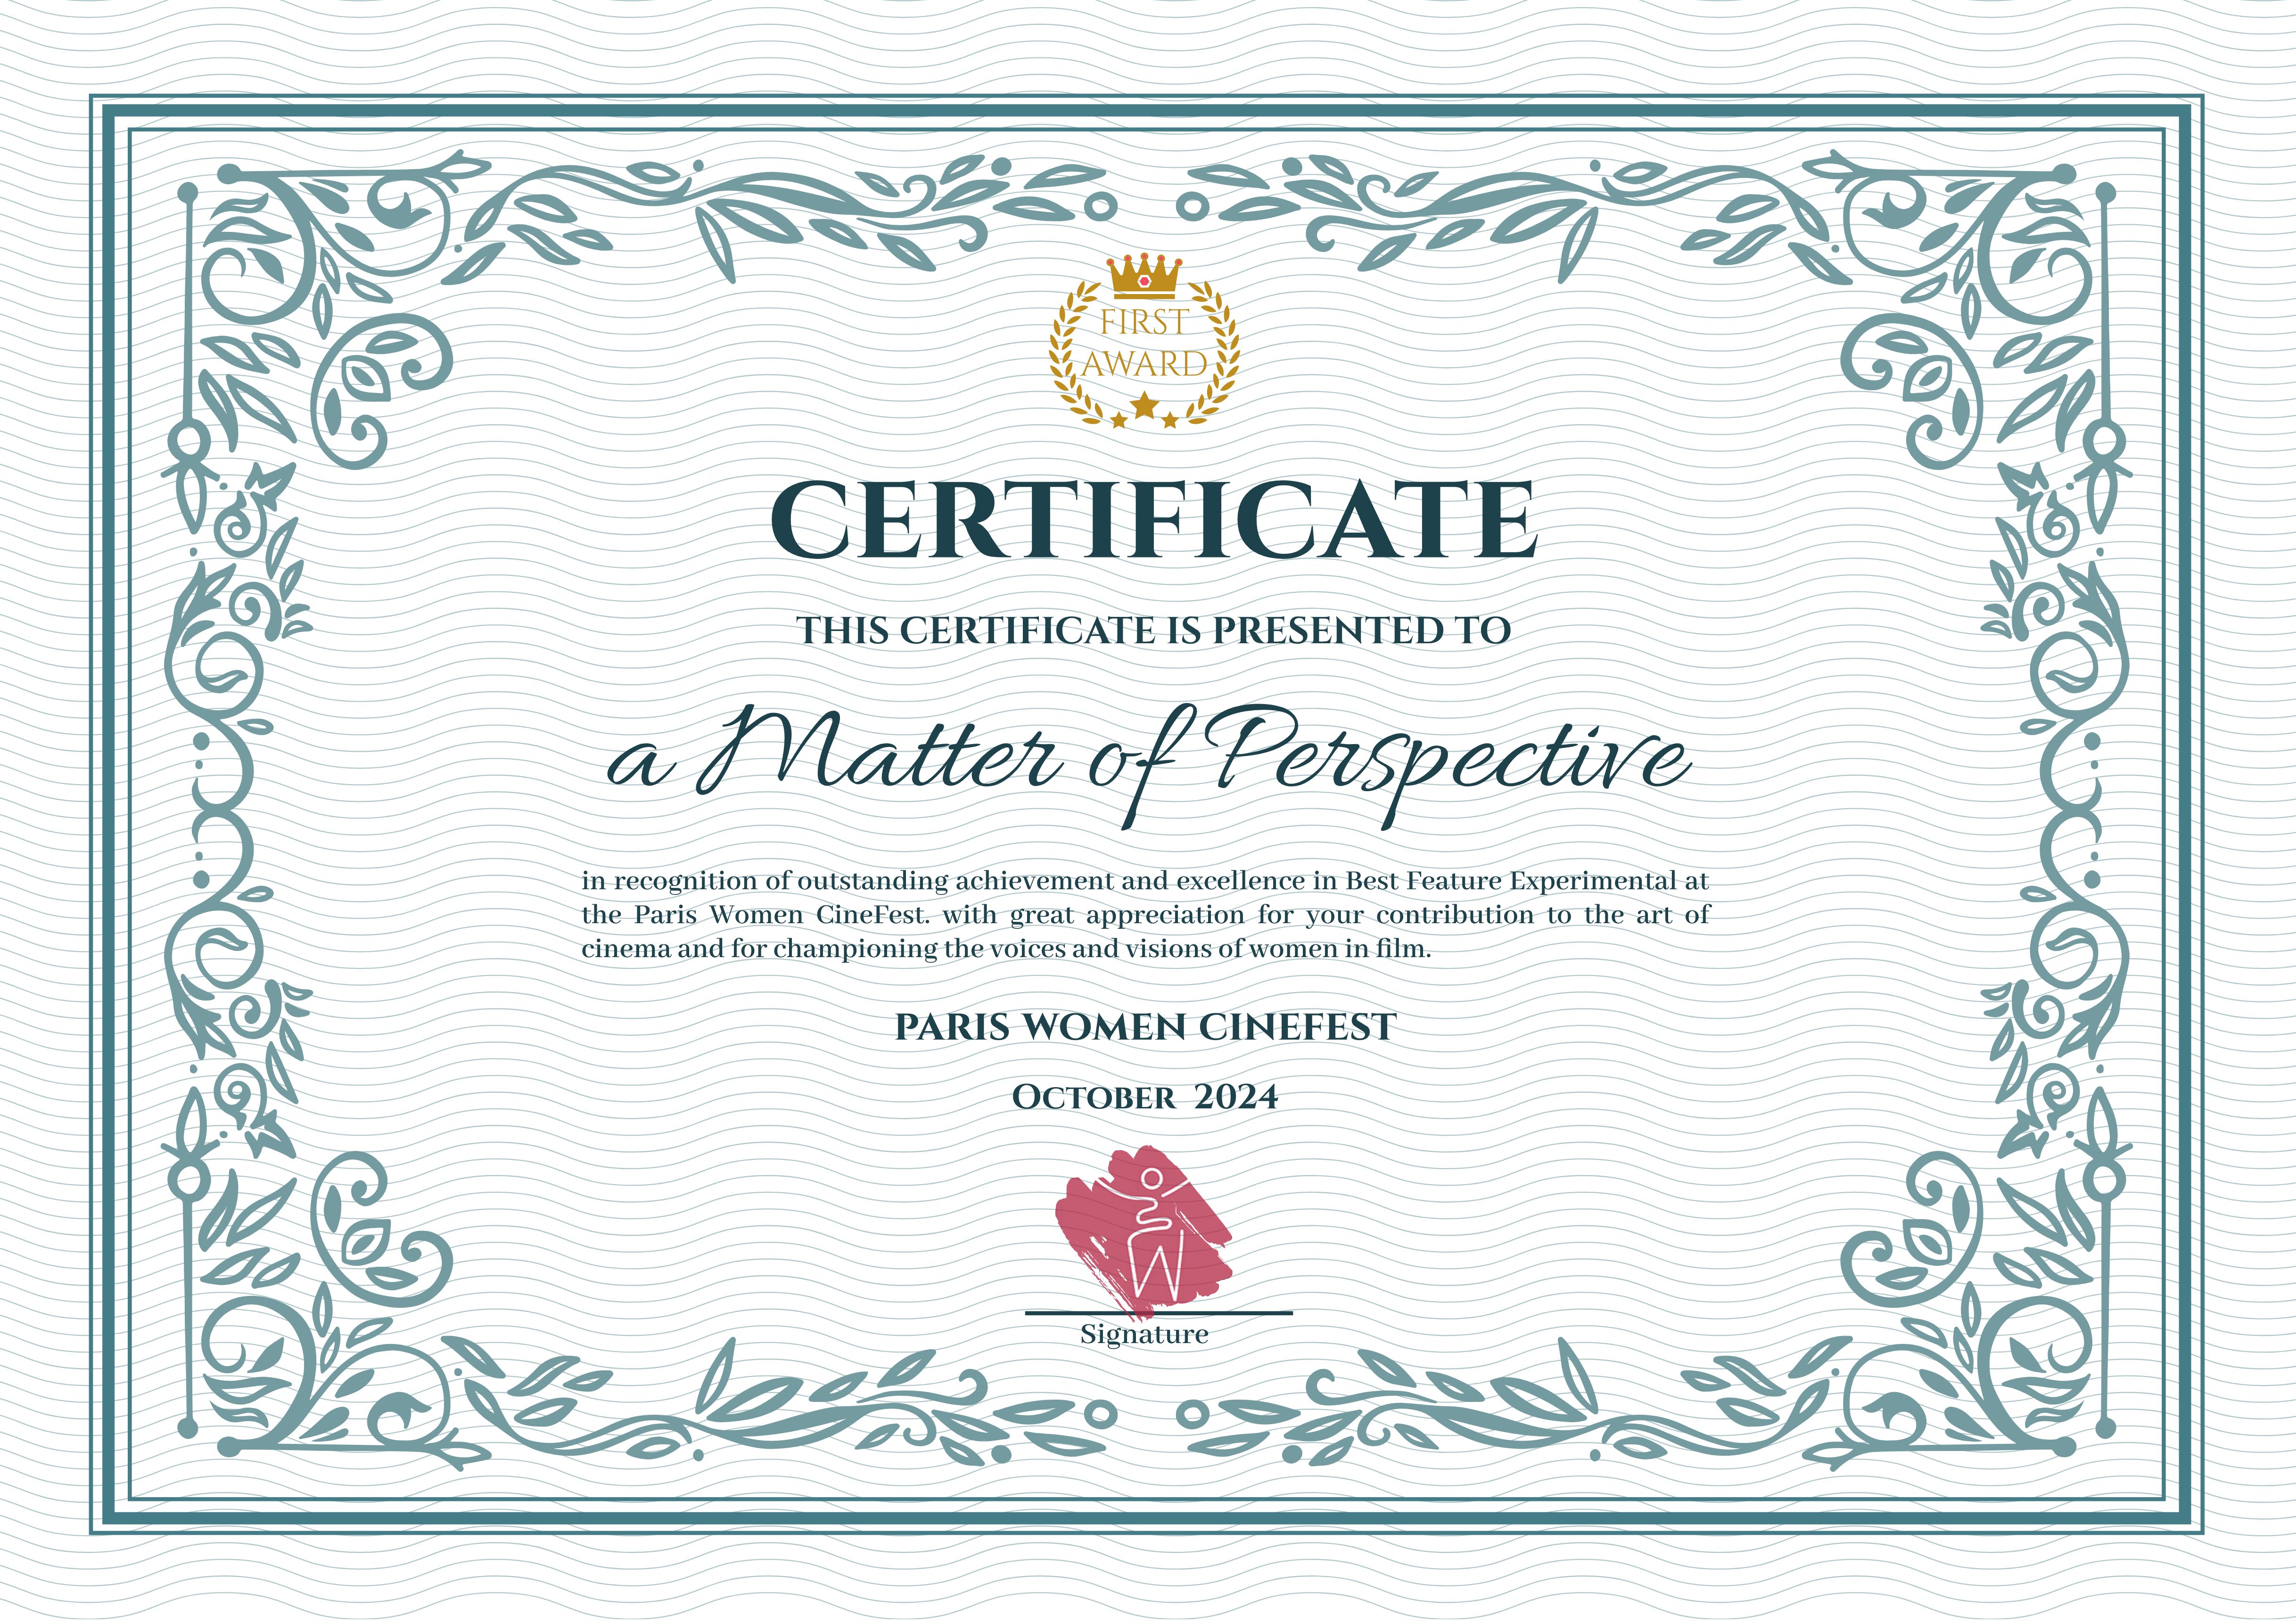 FIRST
AWARD
CERTIFICATE
THIS CERTIFICATE IS PRESENTED TO
a Matter of Perspective
in recognition of outstanding achievement and excellence in Best Feature Experimental at
the Paris Women CineFest. with great appreciation for your contribution to the art of
cinema and for championing the voices and visions of women in film.
PARIS WOMEN CINEFEST
October 2024
Signature